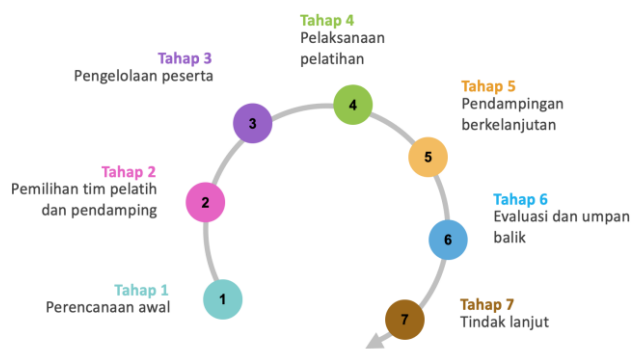 Tahap 1
Perencanaan awal
1
Tahap 2
Pemilihan tim pelatih
dan pendamping
2
Tahap 3
Pengelolaan peserta
3
Tahap 4
Pelaksanaan
pelatihan
4
Tahap 5
Pendampingan
berkelanjutan
5
Tahap 6
Evaluasi dan umpan
balik
6
Tahap 7
Tindak lanjut
7